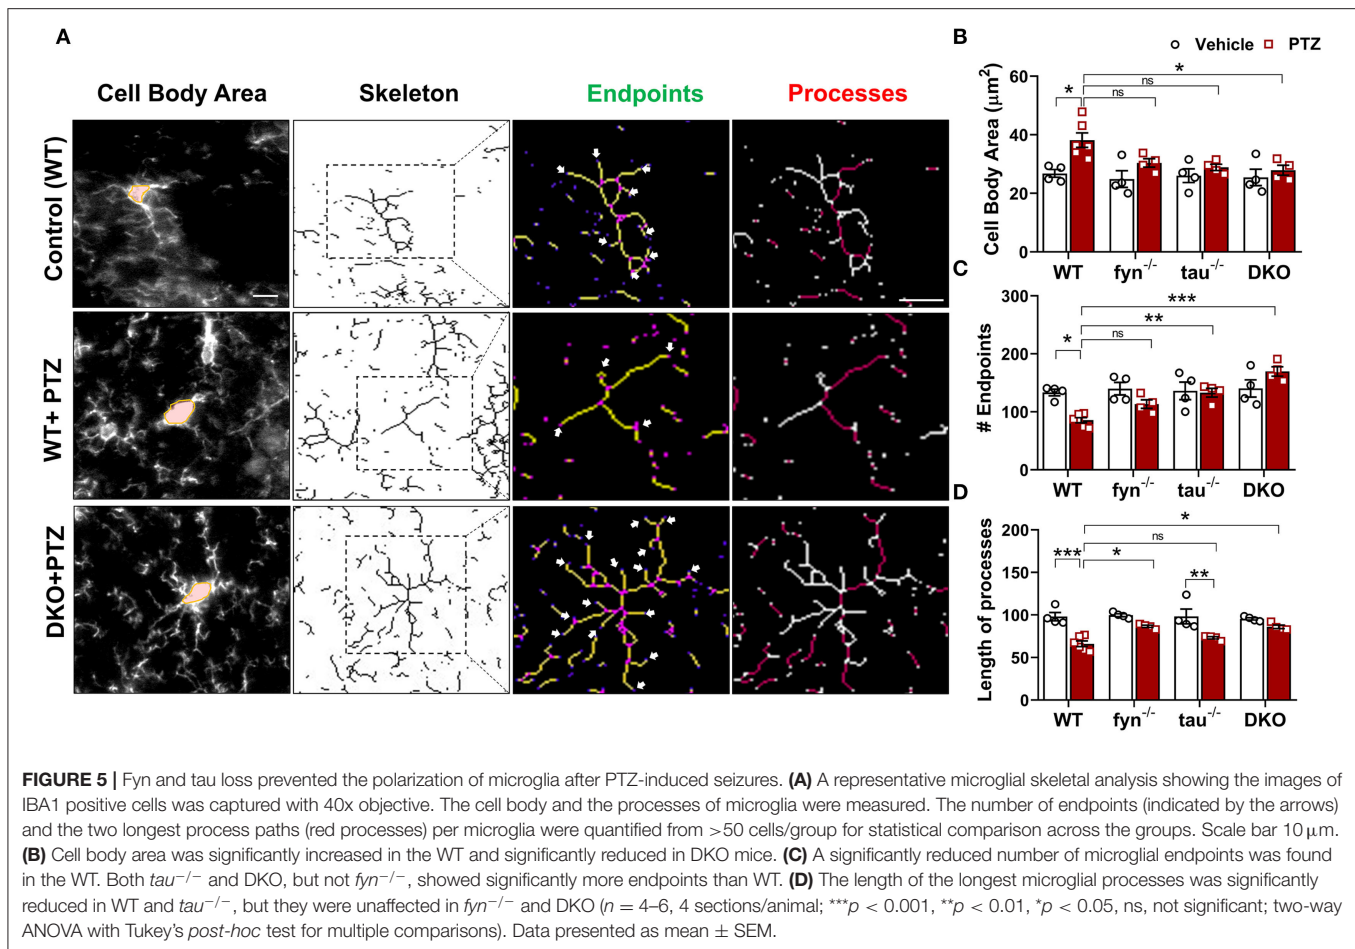 A
Cell Body Area
Skeleton
Endpoints
Processes
Control (WT)
WT+ PTZ
DKO+PTZ
B
Vehicle
PTZ
Cell Body Area (µm²)
60
40
20
0
*
ns
ns
*
WT
fyn⁻/⁻
tau⁻/⁻
DKO
C
# Endpoints
300
200
100
0
*
ns
**
***
WT
fyn⁻/⁻
tau⁻/⁻
DKO
D
Length of processes
200
150
100
50
0
***
*
ns
**
*
WT
fyn⁻/⁻
tau⁻/⁻
DKO
FIGURE 5 | Fyn and tau loss prevented the polarization of microglia after PTZ-induced seizures. (A) A representative microglial skeletal analysis showing the images of
IBA1 positive cells was captured with 40x objective. The cell body and the processes of microglia were measured. The number of endpoints (indicated by the arrows)
and the two longest process paths (red processes) per microglia were quantified from >50 cells/group for statistical comparison across the groups. Scale bar 10 µm.
(B) Cell body area was significantly increased in the WT and significantly reduced in DKO mice. (C) A significantly reduced number of microglial endpoints was found
in the WT. Both tau⁻/⁻ and DKO, but not fyn⁻/⁻, showed significantly more endpoints than WT. (D) The length of the longest microglial processes was significantly
reduced in WT and tau⁻/⁻, but they were unaffected in fyn⁻/⁻ and DKO (n = 4–6, 4 sections/animal; ***p < 0.001, **p < 0.01, *p < 0.05, ns, not significant; two-way
ANOVA with Tukey's post-hoc test for multiple comparisons). Data presented as mean ± SEM.